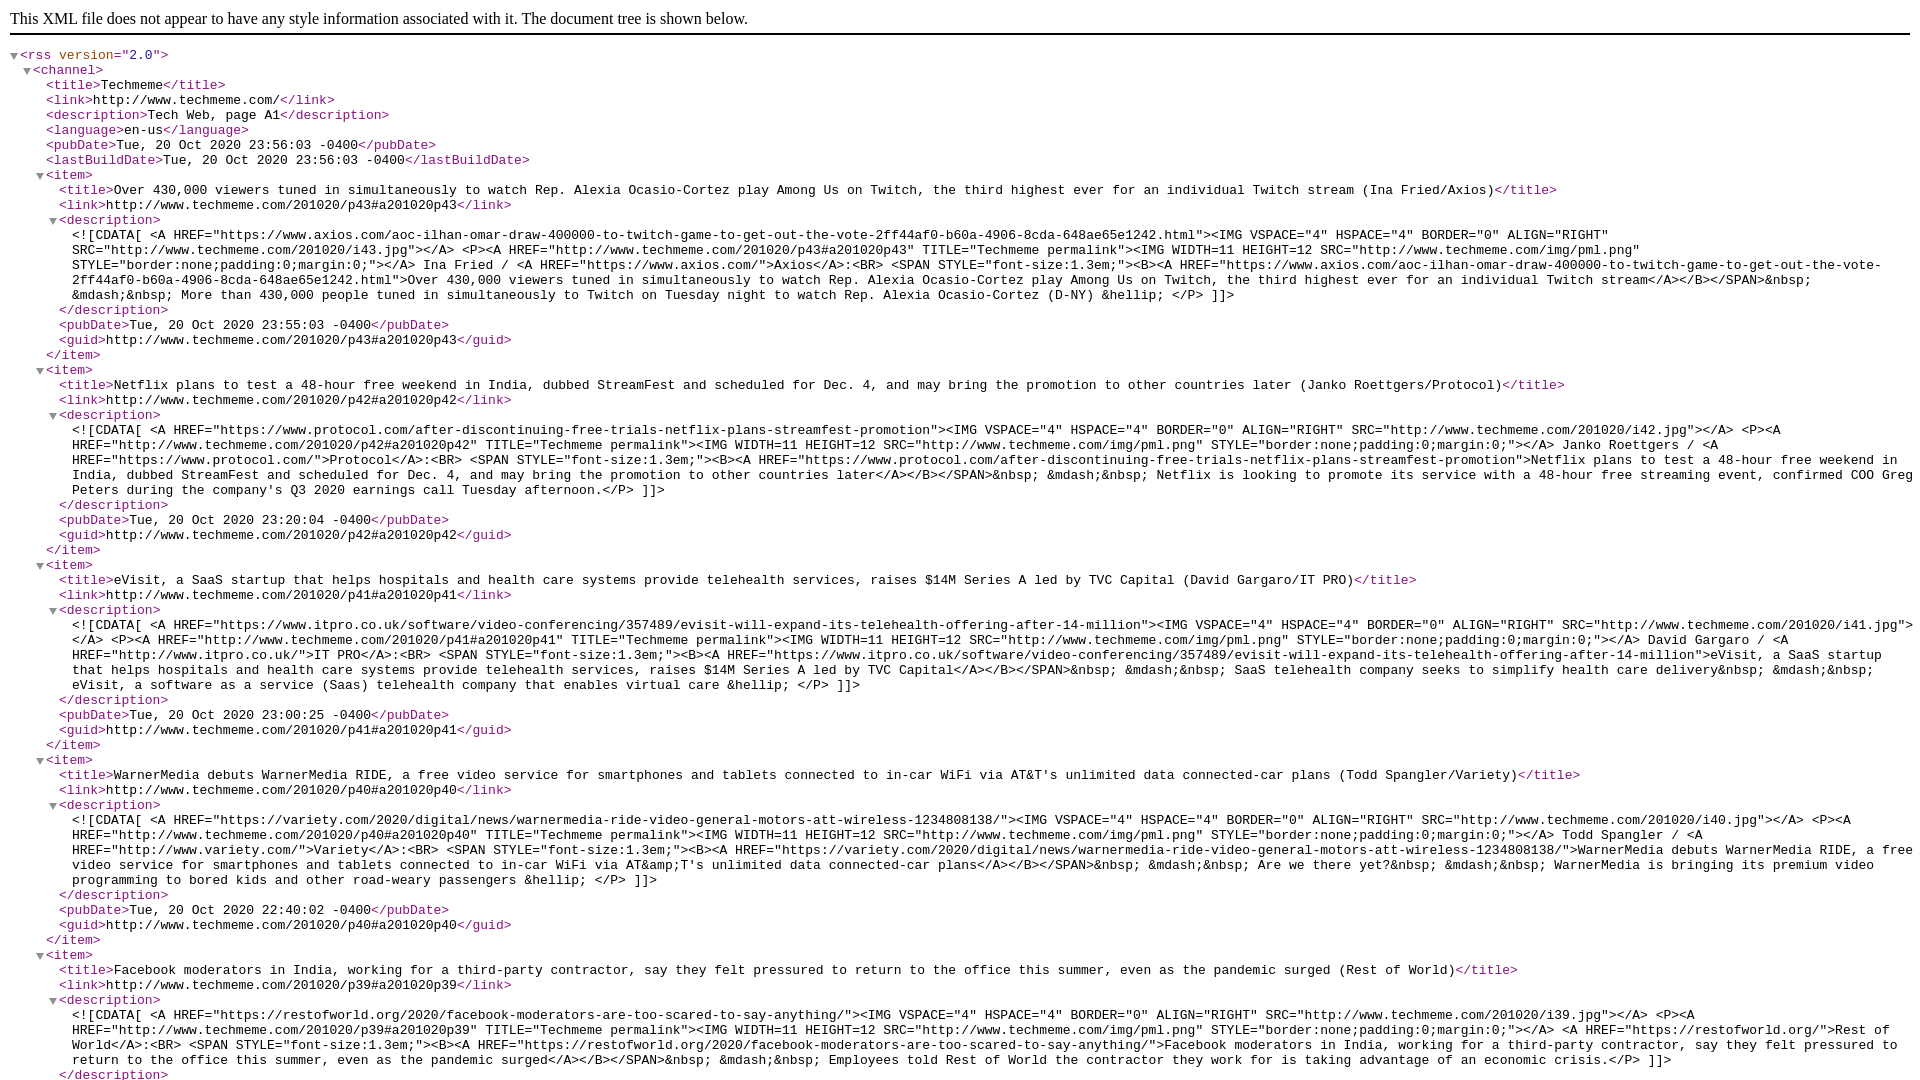 This XML file does not appear to have any style information associated with it. The document tree is shown below.
<rss version="2.0">
<channel>
<title>Techmeme</title>
<link>http://www.techmeme.com/</link>
<description>Tech Web, page A1</description>
<language>en-us</language>
<pubDate>Tue, 20 Oct 2020 23:56:03 -0400</pubDate>
<lastBuildDate>Tue, 20 Oct 2020 23:56:03 -0400</lastBuildDate>
<item>
<title>Over 430,000 viewers tuned in simultaneously to watch Rep. Alexia Ocasio-Cortez play Among Us on Twitch, the third highest ever for an individual Twitch stream (Ina Fried/Axios)</title>
<link>http://www.techmeme.com/201020/p43#a201020p43</link>
<description>
<![CDATA[ <A HREF="https://www.axios.com/aoc-ilhan-omar-draw-400000-to-twitch-game-to-get-out-the-vote-2ff44af0-b60a-4906-8cda-648ae65e1242.html"><IMG VSPACE="4" HSPACE="4" BORDER="0" ALIGN="RIGHT"
SRC="http://www.techmeme.com/201020/i43.jpg"></A> <P><A HREF="http://www.techmeme.com/201020/p43#a201020p43" TITLE="Techmeme permalink"><IMG WIDTH=11 HEIGHT=12 SRC="http://www.techmeme.com/img/pml.png"
STYLE="border:none;padding:0;margin:0;"></A> Ina Fried / <A HREF="https://www.axios.com/">Axios</A>:<BR> <SPAN STYLE="font-size:1.3em;"><B><A HREF="https://www.axios.com/aoc-ilhan-omar-draw-400000-to-twitch-game-to-get-out-the-vote-
2ff44af0-b60a-4906-8cda-648ae65e1242.html">Over 430,000 viewers tuned in simultaneously to watch Rep. Alexia Ocasio-Cortez play Among Us on Twitch, the third highest ever for an individual Twitch stream</A></B></SPAN>&nbsp;
&mdash;&nbsp; More than 430,000 people tuned in simultaneously to Twitch on Tuesday night to watch Rep. Alexia Ocasio-Cortez (D-NY) &hellip; </P> ]]>
</description>
<pubDate>Tue, 20 Oct 2020 23:55:03 -0400</pubDate>
<guid>http://www.techmeme.com/201020/p43#a201020p43</guid>
</item>
<item>
<title>Netflix plans to test a 48-hour free weekend in India, dubbed StreamFest and scheduled for Dec. 4, and may bring the promotion to other countries later (Janko Roettgers/Protocol)</title>
<link>http://www.techmeme.com/201020/p42#a201020p42</link>
<description>
<![CDATA[ <A HREF="https://www.protocol.com/after-discontinuing-free-trials-netflix-plans-streamfest-promotion"><IMG VSPACE="4" HSPACE="4" BORDER="0" ALIGN="RIGHT" SRC="http://www.techmeme.com/201020/i42.jpg"></A> <P><A
HREF="http://www.techmeme.com/201020/p42#a201020p42" TITLE="Techmeme permalink"><IMG WIDTH=11 HEIGHT=12 SRC="http://www.techmeme.com/img/pml.png" STYLE="border:none;padding:0;margin:0;"></A> Janko Roettgers / <A
HREF="https://www.protocol.com/">Protocol</A>:<BR> <SPAN STYLE="font-size:1.3em;"><B><A HREF="https://www.protocol.com/after-discontinuing-free-trials-netflix-plans-streamfest-promotion">Netflix plans to test a 48-hour free weekend in
India, dubbed StreamFest and scheduled for Dec. 4, and may bring the promotion to other countries later</A></B></SPAN>&nbsp; &mdash;&nbsp; Netflix is looking to promote its service with a 48-hour free streaming event, confirmed COO Greg
Peters during the company's Q3 2020 earnings call Tuesday afternoon.</P> ]]>
</description>
<pubDate>Tue, 20 Oct 2020 23:20:04 -0400</pubDate>
<guid>http://www.techmeme.com/201020/p42#a201020p42</guid>
</item>
<item>
<title>eVisit, a SaaS startup that helps hospitals and health care systems provide telehealth services, raises $14M Series A led by TVC Capital (David Gargaro/IT PRO)</title>
<link>http://www.techmeme.com/201020/p41#a201020p41</link>
<description>
<![CDATA[ <A HREF="https://www.itpro.co.uk/software/video-conferencing/357489/evisit-will-expand-its-telehealth-offering-after-14-million"><IMG VSPACE="4" HSPACE="4" BORDER="0" ALIGN="RIGHT" SRC="http://www.techmeme.com/201020/i41.jpg">
</A> <P><A HREF="http://www.techmeme.com/201020/p41#a201020p41" TITLE="Techmeme permalink"><IMG WIDTH=11 HEIGHT=12 SRC="http://www.techmeme.com/img/pml.png" STYLE="border:none;padding:0;margin:0;"></A> David Gargaro / <A
HREF="http://www.itpro.co.uk/">IT PRO</A>:<BR> <SPAN STYLE="font-size:1.3em;"><B><A HREF="https://www.itpro.co.uk/software/video-conferencing/357489/evisit-will-expand-its-telehealth-offering-after-14-million">eVisit, a SaaS startup
that helps hospitals and health care systems provide telehealth services, raises $14M Series A led by TVC Capital</A></B></SPAN>&nbsp; &mdash;&nbsp; SaaS telehealth company seeks to simplify health care delivery&nbsp; &mdash;&nbsp;
eVisit, a software as a service (Saas) telehealth company that enables virtual care &hellip; </P> ]]>
</description>
<pubDate>Tue, 20 Oct 2020 23:00:25 -0400</pubDate>
<guid>http://www.techmeme.com/201020/p41#a201020p41</guid>
</item>
<item>
<title>WarnerMedia debuts WarnerMedia RIDE, a free video service for smartphones and tablets connected to in-car WiFi via AT&T's unlimited data connected-car plans (Todd Spangler/Variety)</title>
<link>http://www.techmeme.com/201020/p40#a201020p40</link>
<description>
<![CDATA[ <A HREF="https://variety.com/2020/digital/news/warnermedia-ride-video-general-motors-att-wireless-1234808138/"><IMG VSPACE="4" HSPACE="4" BORDER="0" ALIGN="RIGHT" SRC="http://www.techmeme.com/201020/i40.jpg"></A> <P><A
HREF="http://www.techmeme.com/201020/p40#a201020p40" TITLE="Techmeme permalink"><IMG WIDTH=11 HEIGHT=12 SRC="http://www.techmeme.com/img/pml.png" STYLE="border:none;padding:0;margin:0;"></A> Todd Spangler / <A
HREF="http://www.variety.com/">Variety</A>:<BR> <SPAN STYLE="font-size:1.3em;"><B><A HREF="https://variety.com/2020/digital/news/warnermedia-ride-video-general-motors-att-wireless-1234808138/">WarnerMedia debuts WarnerMedia RIDE, a free
video service for smartphones and tablets connected to in-car WiFi via AT&amp;T's unlimited data connected-car plans</A></B></SPAN>&nbsp; &mdash;&nbsp; Are we there yet?&nbsp; &mdash;&nbsp; WarnerMedia is bringing its premium video
programming to bored kids and other road-weary passengers &hellip; </P> ]]>
</description>
<pubDate>Tue, 20 Oct 2020 22:40:02 -0400</pubDate>
<guid>http://www.techmeme.com/201020/p40#a201020p40</guid>
</item>
<item>
<title>Facebook moderators in India, working for a third-party contractor, say they felt pressured to return to the office this summer, even as the pandemic surged (Rest of World)</title>
<link>http://www.techmeme.com/201020/p39#a201020p39</link>
<description>
<![CDATA[ <A HREF="https://restofworld.org/2020/facebook-moderators-are-too-scared-to-say-anything/"><IMG VSPACE="4" HSPACE="4" BORDER="0" ALIGN="RIGHT" SRC="http://www.techmeme.com/201020/i39.jpg"></A> <P><A
HREF="http://www.techmeme.com/201020/p39#a201020p39" TITLE="Techmeme permalink"><IMG WIDTH=11 HEIGHT=12 SRC="http://www.techmeme.com/img/pml.png" STYLE="border:none;padding:0;margin:0;"></A> <A HREF="https://restofworld.org/">Rest of
World</A>:<BR> <SPAN STYLE="font-size:1.3em;"><B><A HREF="https://restofworld.org/2020/facebook-moderators-are-too-scared-to-say-anything/">Facebook moderators in India, working for a third-party contractor, say they felt pressured to
return to the office this summer, even as the pandemic surged</A></B></SPAN>&nbsp; &mdash;&nbsp; Employees told Rest of World the contractor they work for is taking advantage of an economic crisis.</P> ]]>
</description>